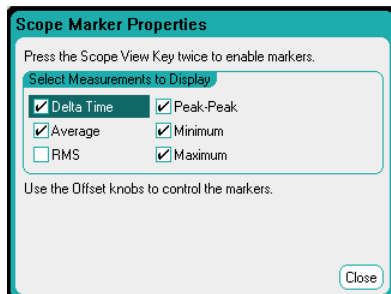 Scope Marker Properties
Press the Scope View Key twice to enable markers.
Select Measurements to Display
Delta Time Peak-Peak
Average Minimum
RMS Maximum
Use the Offset knobs to control the markers.
Close